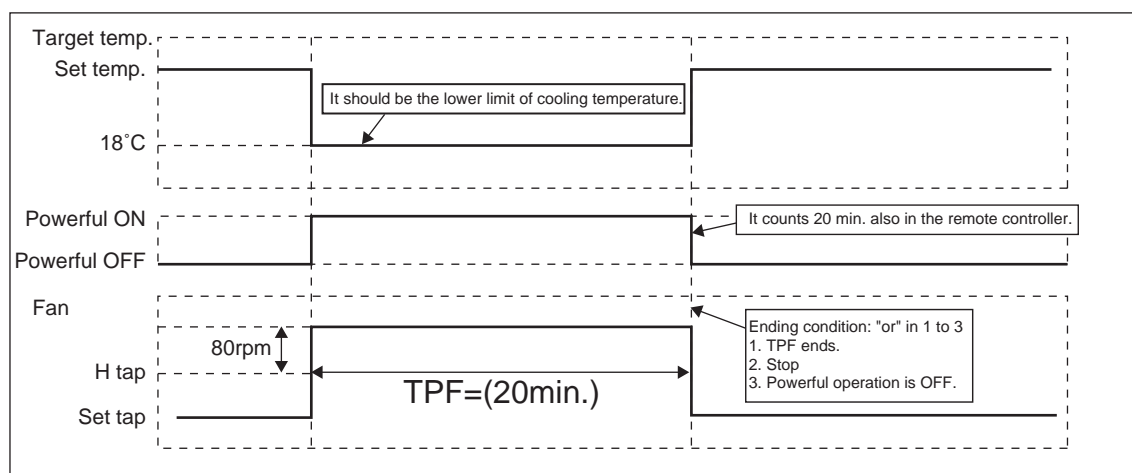 Target temp.
Set temp.
It should be the lower limit of cooling temperature.
18˚C
Powerful ON
It counts 20 min. also in the remote controller.
Powerful OFF
Fan
80rpm
H tap
TPF=(20min.)
Set tap
Ending condition: "or" in 1 to 3
1. TPF ends.
2. Stop
3. Powerful operation is OFF.